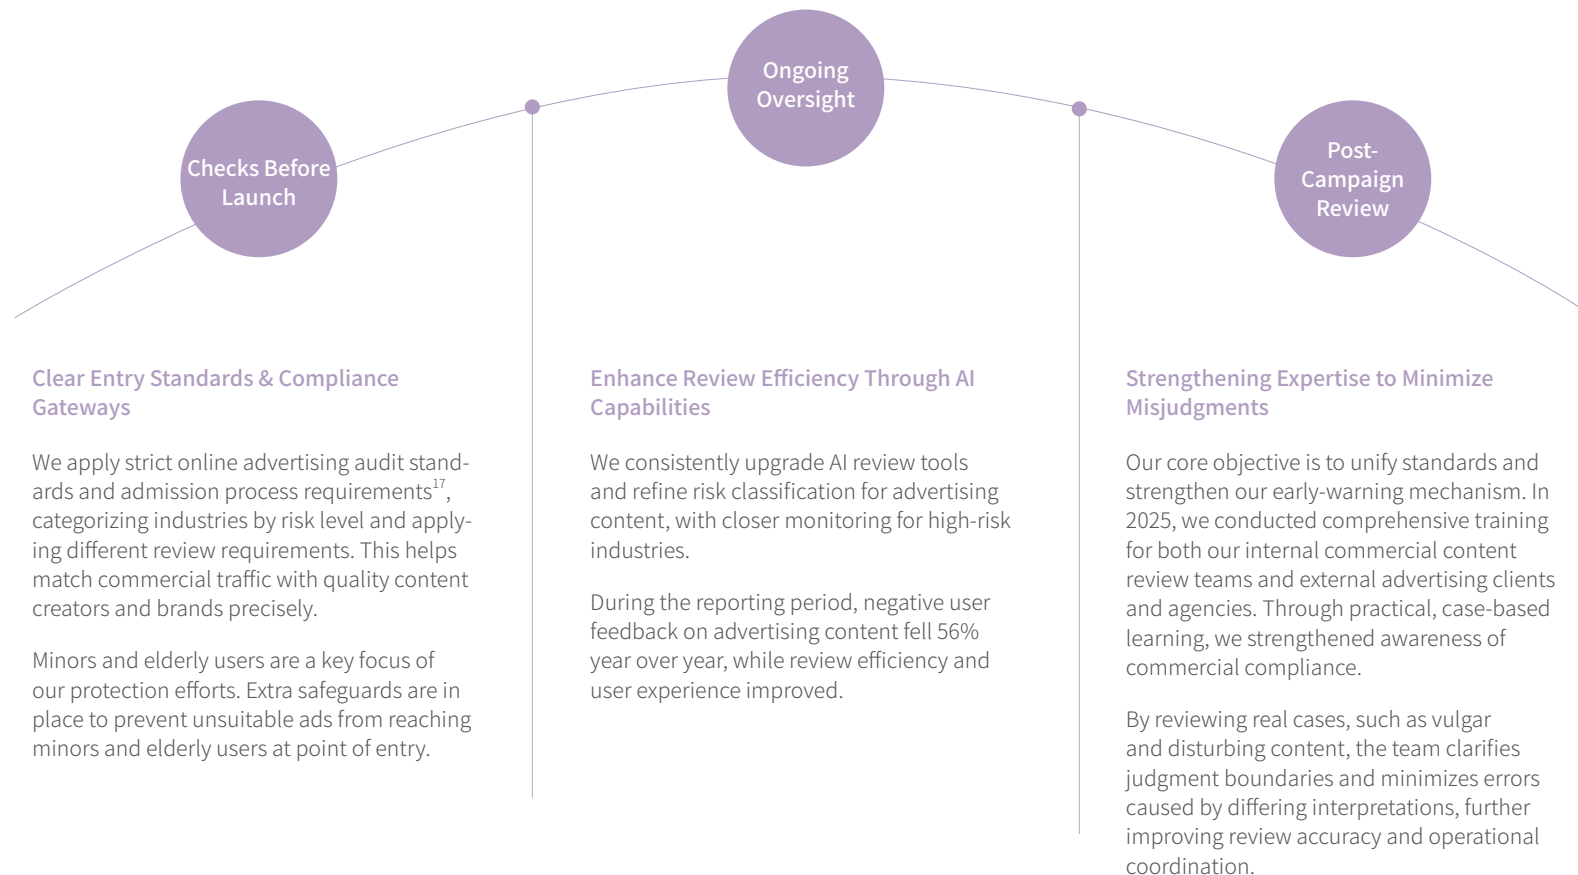 Checks Before
Launch
Ongoing
Oversight
Post-
Campaign
Review
Clear Entry Standards & Compliance
Gateways
We apply strict online advertising audit stand-
ards and admission process requirements17,
categorizing industries by risk level and apply-
ing different review requirements. This helps
match commercial traffic with quality content
creators and brands precisely.
Minors and elderly users are a key focus of
our protection efforts. Extra safeguards are in
place to prevent unsuitable ads from reaching
minors and elderly users at point of entry.
Enhance Review Efficiency Through AI
Capabilities
We consistently upgrade AI review tools
and refine risk classification for advertising
content, with closer monitoring for high-risk
industries.
During the reporting period, negative user
feedback on advertising content fell 56%
year over year, while review efficiency and
user experience improved.
Strengthening Expertise to Minimize
Misjudgments
Our core objective is to unify standards and
strengthen our early-warning mechanism. In
2025, we conducted comprehensive training
for both our internal commercial content
review teams and external advertising clients
and agencies. Through practical, case-based
learning, we strengthened awareness of
commercial compliance.
By reviewing real cases, such as vulgar
and disturbing content, the team clarifies
judgment boundaries and minimizes errors
caused by differing interpretations, further
improving review accuracy and operational
coordination.